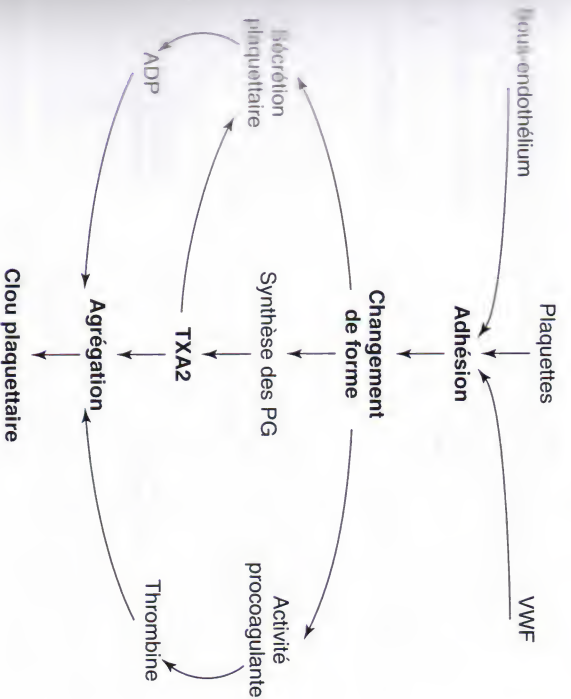 Sous-endothélium
Plaquettes
VWF
Adhésion
Changement
de forme
Sécrétion
plaquettaire
Synthèse des PG
Activité
procoagulante
ADP
TXA2
Thrombine
Agrégation
Clou plaquettaire